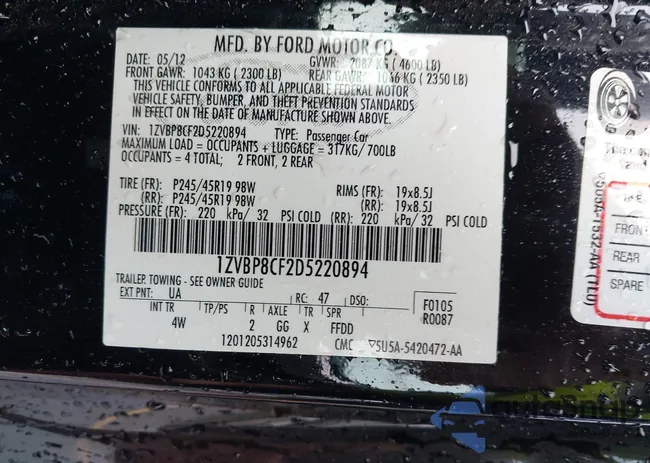 MFD. BY FORD MOTOR CO.
DATE: 05/12 GVWR: 2087 KG ( 4600 LB)
FRONT GAWR: 1043 KG ( 2300 LB) REAR GAWR: 1066 KG ( 2350 LB)
THIS VEHICLE CONFORMS TO ALL APPLICABLE FEDERAL MOTOR
VEHICLE SAFETY, BUMPER, AND THEFT PREVENTION STANDARDS
IN EFFECT ON THE DATE OF MANUFACTURE SHOWN ABOVE.
VIN: 1ZVBP8CF2D5220894 TYPE: Passenger Car
MAXIMUM LOAD = OCCUPANTS + LUGGAGE = 317KG/700LB
OCCUPANTS = 4 TOTAL; 2 FRONT, 2 REAR
TIRE (FR): P245/45R19 98W RIMS (FR): 19x8.5J
(RR): P245/45R19 98W (RR): 19x8.5J
PRESSURE (FR): 220 kPa/ 32 PSI COLD (RR): 220 kPa/ 32 PSI COLD
1ZVBP8CF2D5220894
TRAILER TOWING - SEE OWNER GUIDE
EXT PNT: UA RC: 47 DSO: F0105
INT TR TP/PS R AXLE TR SPR R0087
4W 2 GG X FFDD
1201205314962 CMC 5U5A-5420472-AA
FRONT
REAR
SPARE